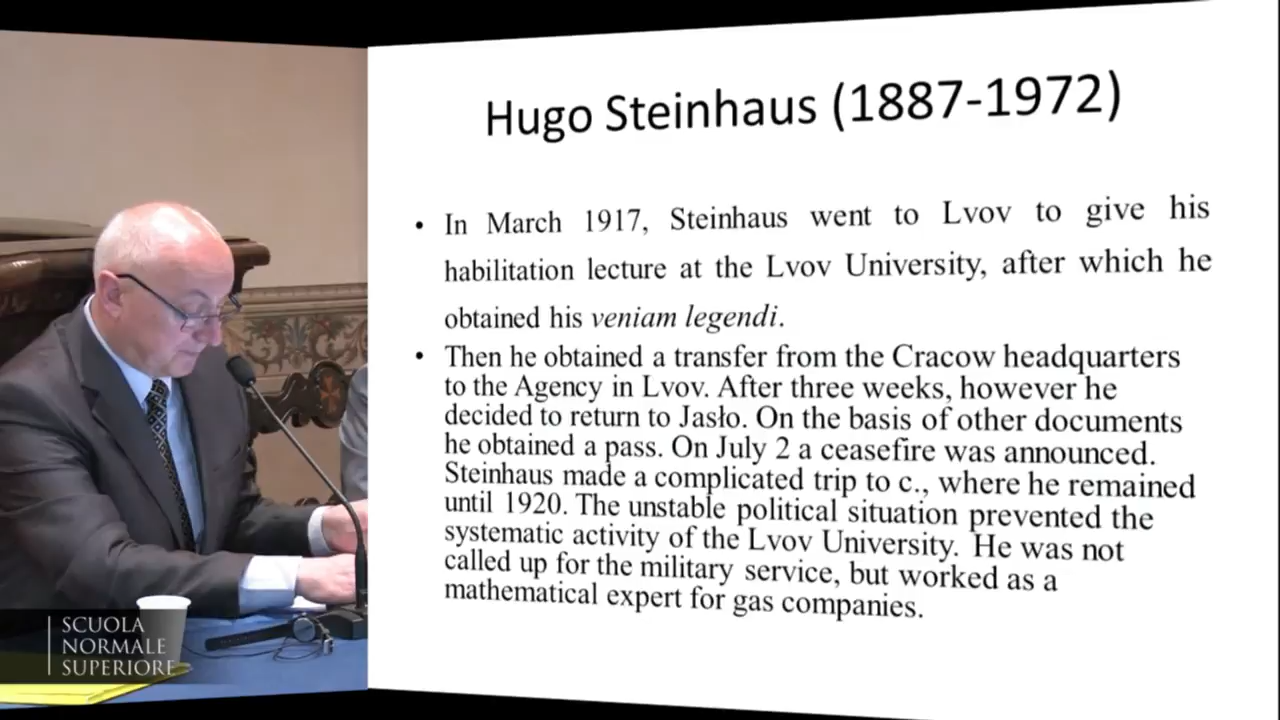 Hugo Steinhaus (1887-1972)
• In March 1917, Steinhaus went to Lvov to give his
habilitation lecture at the Lvov University, after which he
obtained his veniam legendi.
• Then he obtained a transfer from the Cracow headquarters
to the Agency in Lvov. After three weeks, however he
decided to return to Jasło. On the basis of other documents
he obtained a pass. On July 2 a ceasefire was announced.
Steinhaus made a complicated trip to c., where he remained
until 1920. The unstable political situation prevented the
systematic activity of the Lvov University. He was not
called up for the military service, but worked as a
mathematical expert for gas companies.
SCUOLA
NORMALE
SUPERIORE